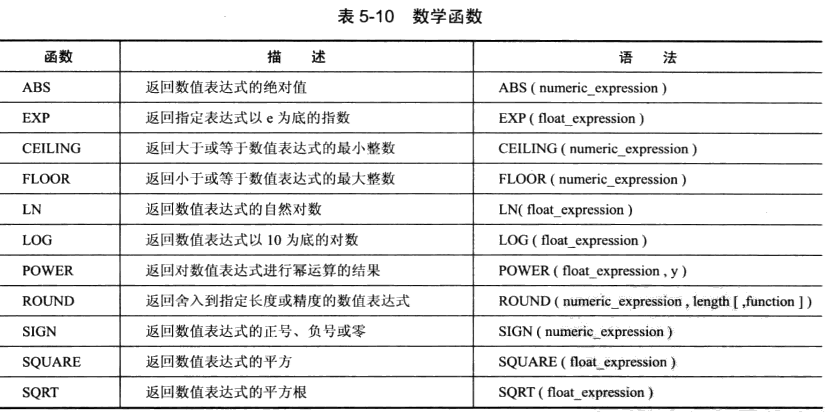 表 5-10 数学函数
函数 描 述 语 法
ABS 返回数值表达式的绝对值 ABS ( numeric_expression )
EXP 返回指定表达式以 e 为底的指数 EXP ( float_expression )
CEILING 返回大于或等于数值表达式的最小整数 CEILING ( numeric_expression )
FLOOR 返回小于或等于数值表达式的最大整数 FLOOR ( numeric_expression )
LN 返回数值表达式的自然对数 LN( float_expression )
LOG 返回数值表达式以 10 为底的对数 LOG ( float_expression )
POWER 返回对数值表达式进行幂运算的结果 POWER ( float_expression , y )
ROUND 返回舍入到指定长度或精度的数值表达式 ROUND ( numeric_expression , length [ ,function ] )
SIGN 返回数值表达式的正号、负号或零 SIGN ( numeric_expression )
SQUARE 返回数值表达式的平方 SQUARE ( float_expression )
SQRT 返回数值表达式的平方根 SQRT ( float_expression )